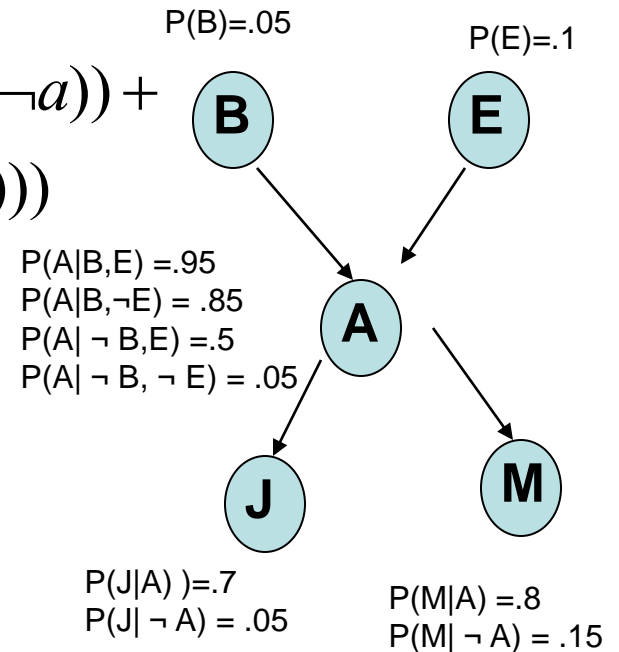 P(B)=.05
P(E)=.1
¬a)) +
)))
B
E
P(A|B,E) =.95
P(A|B,¬E) = .85
P(A| ¬ B,E) =.5
P(A| ¬ B, ¬ E) = .05
A
J
M
P(J|A) )=.7
P(J| ¬ A) = .05
P(M|A) =.8
P(M| ¬ A) = .15